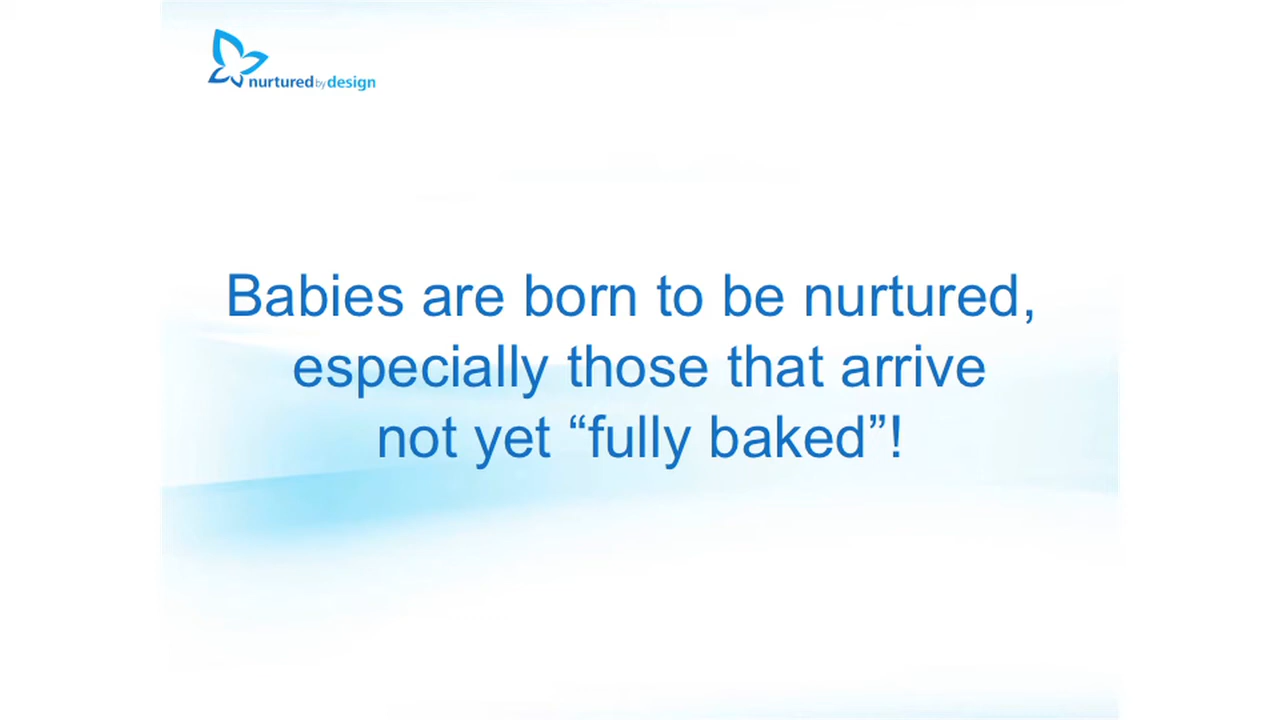 nurtured by design
Babies are born to be nurtured,
especially those that arrive
not yet “fully baked”!